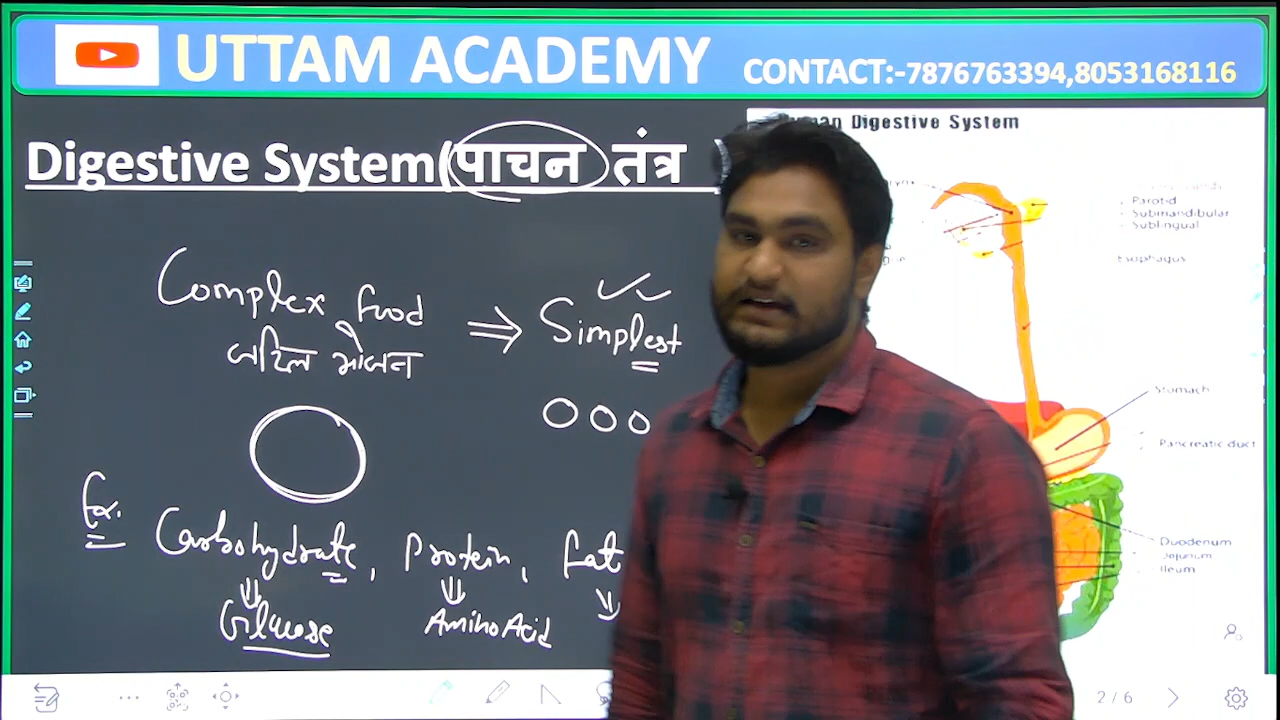 UTTAM ACADEMY
CONTACT:-7876763394,8053168116
Digestive System(पाचन तंत्र
Human Digestive System
Parotid
Submandibular
Sublingual
Esophagus
Stomach
Pancreatic duct
Duodenum
Jejunum
Ileum
Complex food ⇒ Simplest
जटिल भोजन
Ex. Carbohydrate, Protein, fat
Glucose Amino Acid
2/6